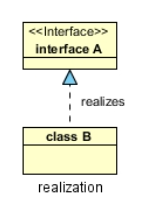 <<Interface>>
interface A
realizes
class B
realization